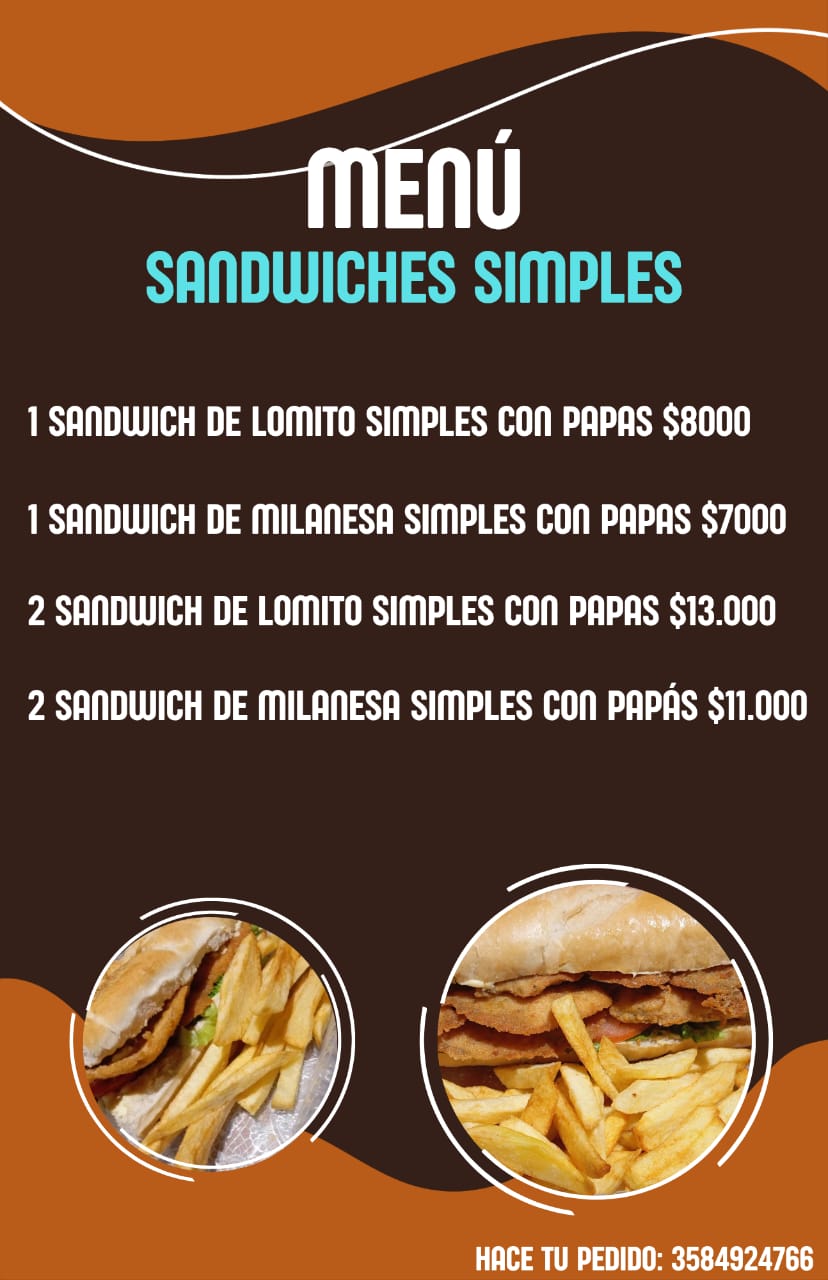 MENÚ
SANDWICHES SIMPLES
1 SANDWICH DE LOMITO SIMPLES CON PAPAS $8000
1 SANDWICH DE MILANESA SIMPLES CON PAPAS $7000
2 SANDWICH DE LOMITO SIMPLES CON PAPAS $13.000
2 SANDWICH DE MILANESA SIMPLES CON PAPÁS $11.000
HACE TU PEDIDO: 3584924766